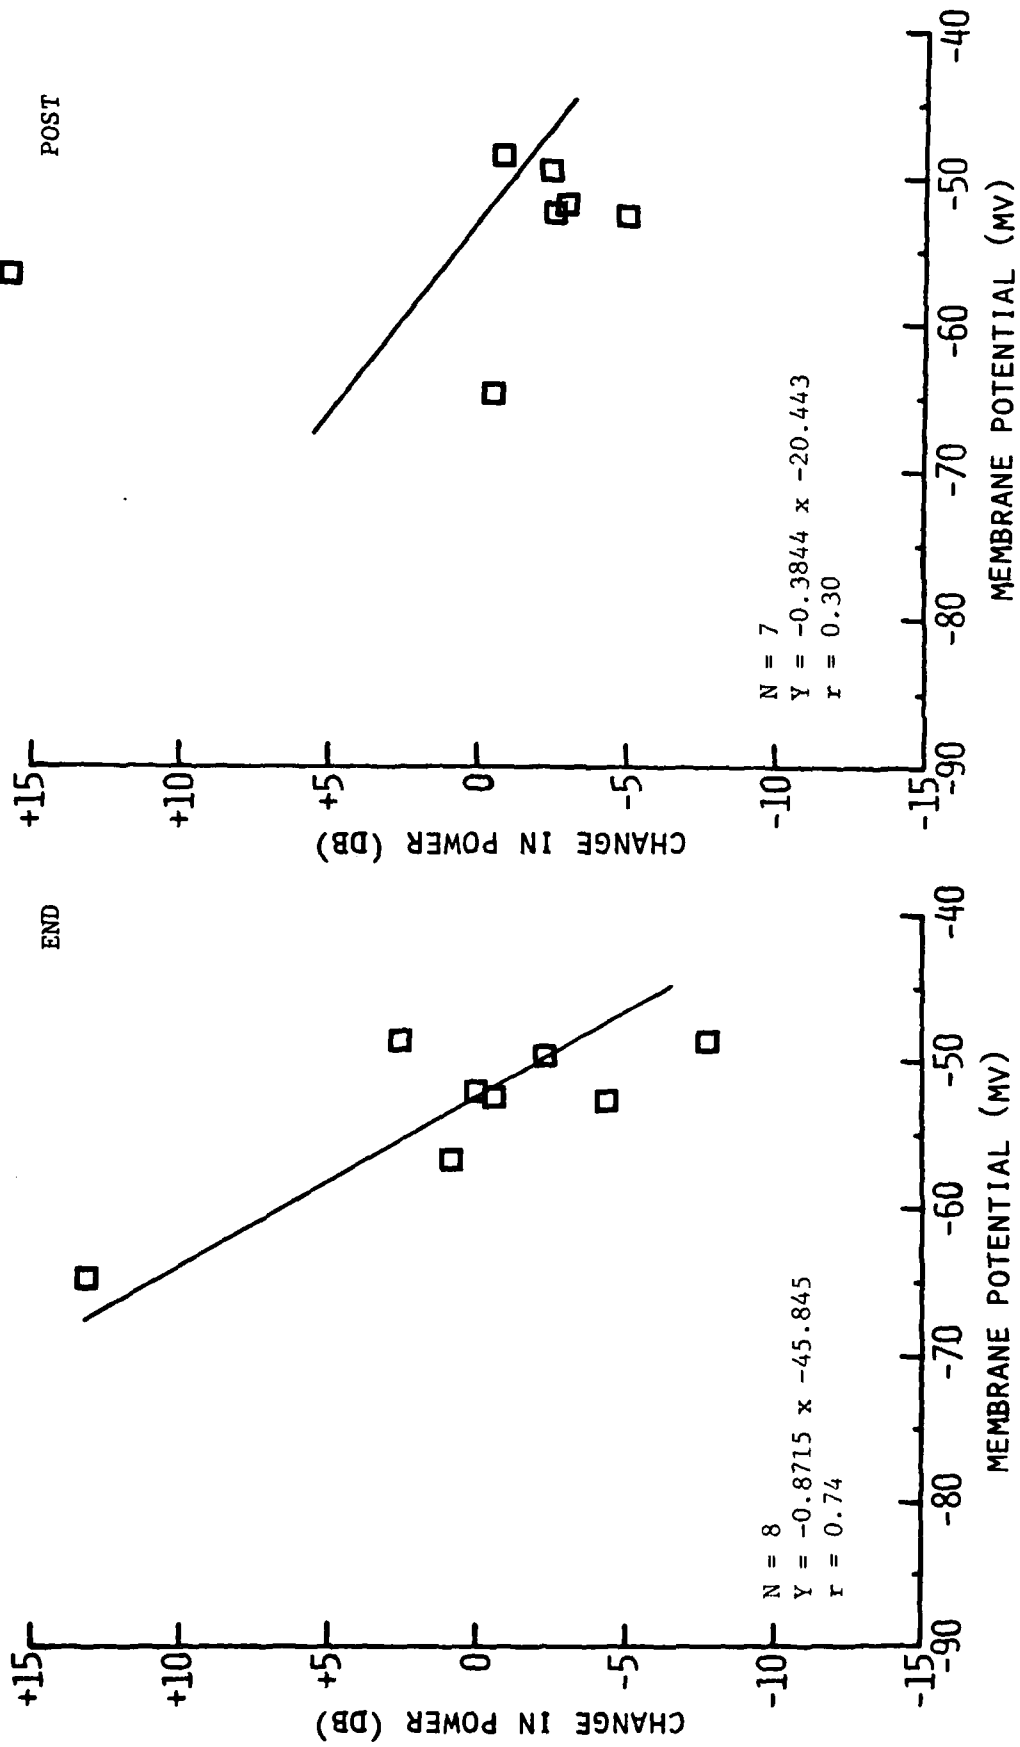 END
CHANGE IN POWER (DB)
+15
+10
+5
0
-5
-10
-15
-90
-80
-70
-60
-50
-40
MEMBRANE POTENTIAL (MV)
N = 8
Y = -0.8715 x -45.845
r = 0.74
POST
CHANGE IN POWER (DB)
+15
+10
+5
0
-5
-10
-15
-90
-80
-70
-60
-50
-40
MEMBRANE POTENTIAL (MV)
N = 7
Y = -0.3844 x -20.443
r = 0.30